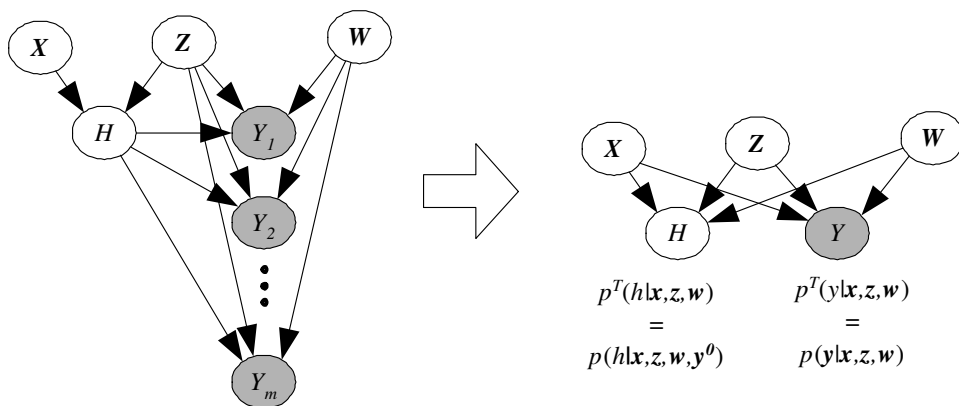 X Z W
H Y₁
Y₂
Yₘ
X Z W
H Y
pᵀ(h|x,z,w) pᵀ(y|x,z,w)
= =
p(h|x,z,w,y⁰) p(y|x,z,w)